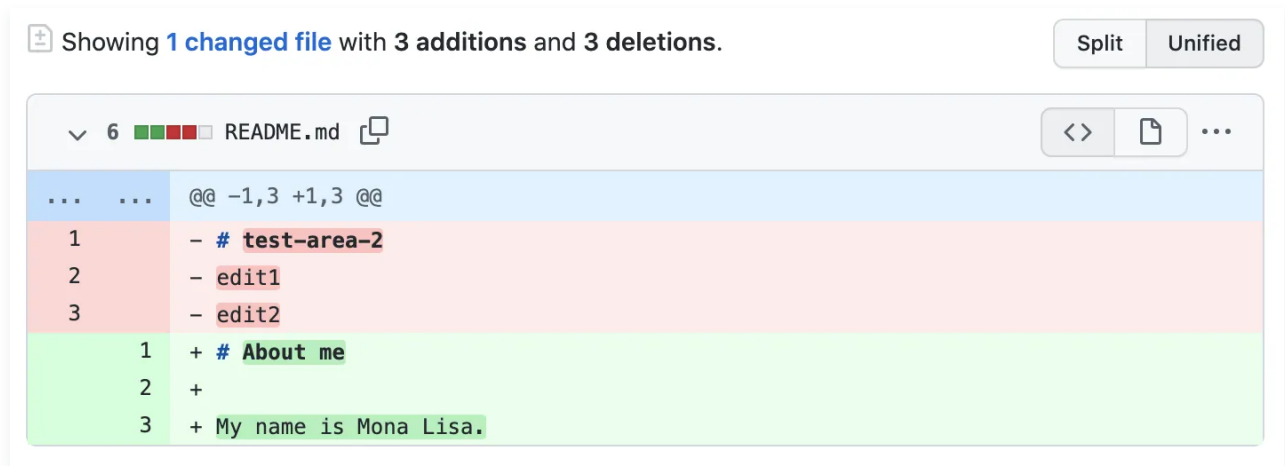 Showing 1 changed file with 3 additions and 3 deletions.
Split Unified
6 README.md
... ... @@ -1,3 +1,3 @@
1 - # test-area-2
2 - edit1
3 - edit2
1 + # About me
2 +
3 + My name is Mona Lisa.